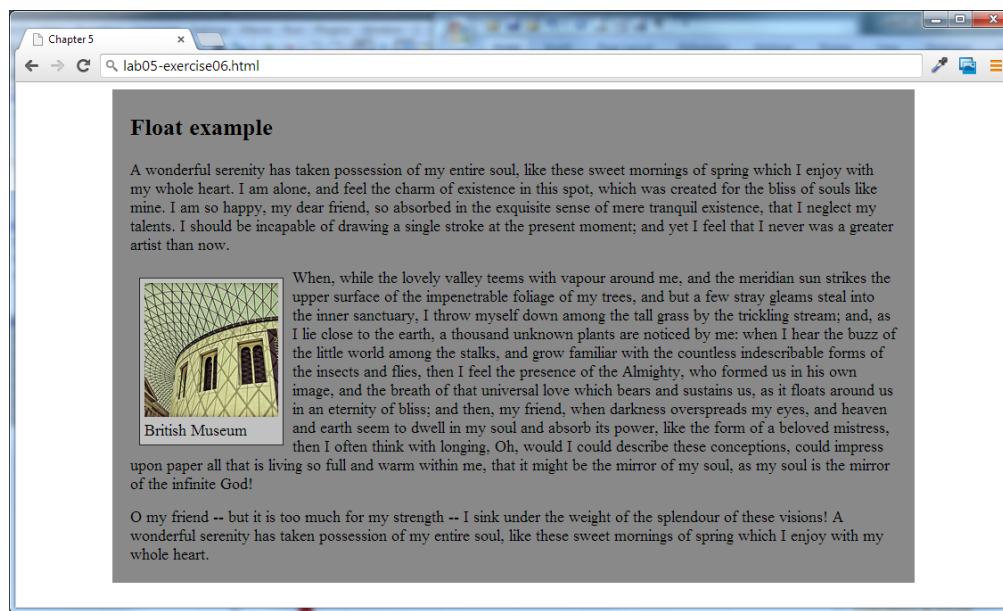 Chapter 5
lab05-exercise06.html
Float example
A wonderful serenity has taken possession of my entire soul, like these sweet mornings of spring which I enjoy with
my whole heart. I am alone, and feel the charm of existence in this spot, which was created for the bliss of souls like
mine. I am so happy, my dear friend, so absorbed in the exquisite sense of mere tranquil existence, that I neglect my
talents. I should be incapable of drawing a single stroke at the present moment; and yet I feel that I never was a greater
artist than now.
When, while the lovely valley teems with vapour around me, and the meridian sun strikes the
upper surface of the impenetrable foliage of my trees, and but a few stray gleams steal into
the inner sanctuary, I throw myself down among the tall grass by the trickling stream; and, as
I lie close to the earth, a thousand unknown plants are noticed by me: when I hear the buzz of
the little world among the stalks, and grow familiar with the countless indescribable forms of
the insects and flies, then I feel the presence of the Almighty, who formed us in his own
image, and the breath of that universal love which bears and sustains us, as it floats around us
in an eternity of bliss; and then, my friend, when darkness overspreads my eyes, and heaven
British Museum
and earth seem to dwell in my soul and absorb its power, like the form of a beloved mistress,
then I often think with longing, Oh, would I could describe these conceptions, could impress
upon paper all that is living so full and warm within me, that it might be the mirror of my soul, as my soul is the mirror
of the infinite God!
O my friend -- but it is too much for my strength -- I sink under the weight of the splendour of these visions! A
wonderful serenity has taken possession of my entire soul, like these sweet mornings of spring which I enjoy with my
whole heart.